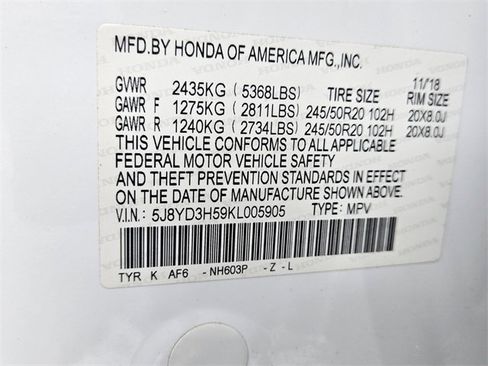 MFD.BY HONDA OF AMERICA MFG.,INC.
11/18
GVWR 2435KG ( 5368LBS) TIRE SIZE RIM SIZE
GAWR F 1275KG ( 2811LBS) 245/50R20 102H 20X8.0J
GAWR R 1240KG ( 2734LBS) 245/50R20 102H 20X8.0J
THIS VEHICLE CONFORMS TO ALL APPLICABLE
FEDERAL MOTOR VEHICLE SAFETY
AND THEFT PREVENTION STANDARDS IN EFFECT ON
THE DATE OF MANUFACTURE SHOWN ABOVE.
V.I.N.: 5J8YD3H59KL005905 TYPE: MPV
TYR K AF6 -NH603P -Z-L